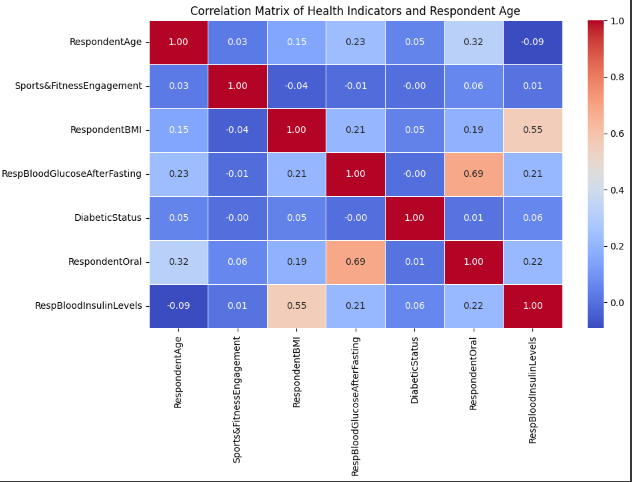 Correlation Matrix of Health Indicators and Respondent Age
RespondentAge 1.00 0.03 0.15 0.23 0.05 0.32 -0.09
Sports&FitnessEngagement 0.03 1.00 -0.04 -0.01 -0.00 0.06 0.01
RespondentBMI 0.15 -0.04 1.00 0.21 0.05 0.19 0.55
RespBloodGlucoseAfterFasting 0.23 -0.01 0.21 1.00 -0.00 0.69 0.21
DiabeticStatus 0.05 -0.00 0.05 -0.00 1.00 0.01 0.06
RespondentOral 0.32 0.06 0.19 0.69 0.01 1.00 0.22
RespBloodInsulinLevels -0.09 0.01 0.55 0.21 0.06 0.22 1.00
RespondentAge
Sports&FitnessEngagement
RespondentBMI
RespBloodGlucoseAfterFasting
DiabeticStatus
RespondentOral
RespBloodInsulinLevels
1.0
0.8
0.6
0.4
0.2
0.0